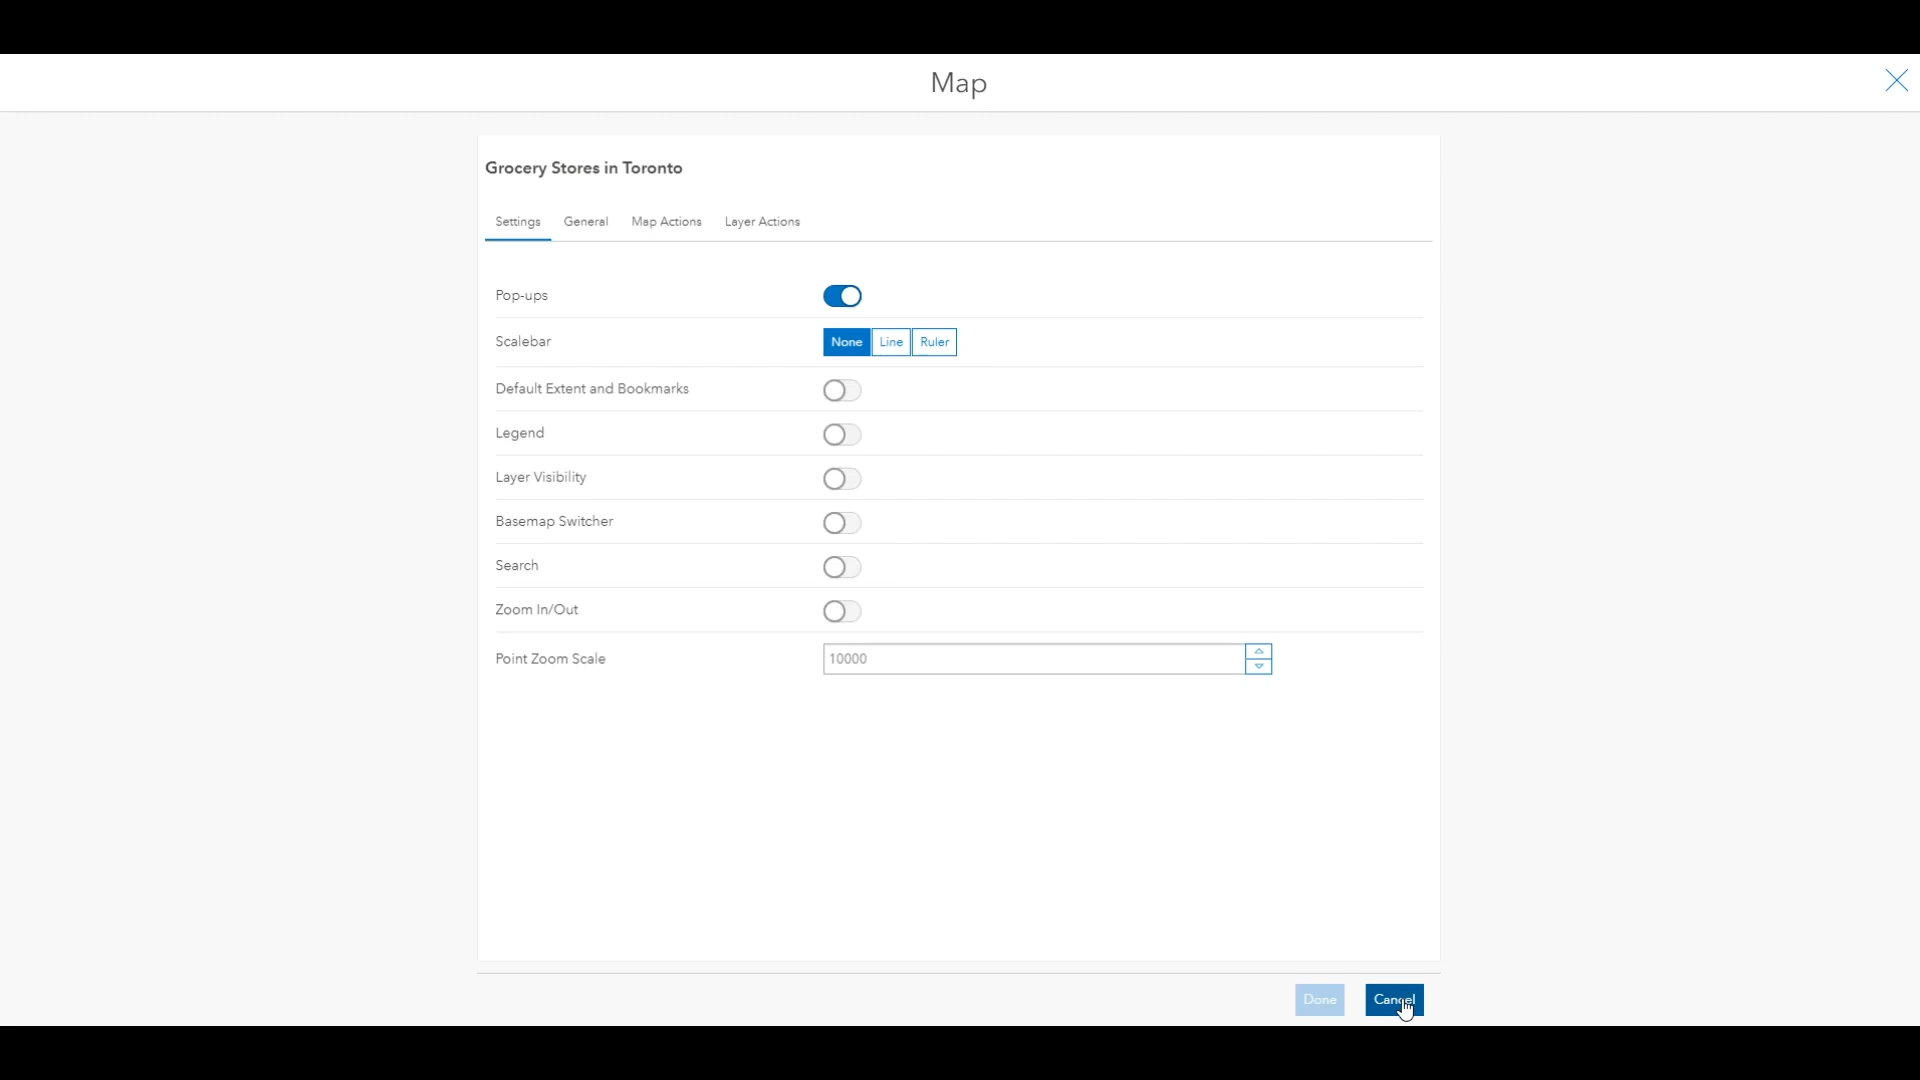 Map
Grocery Stores in Toronto
Settings General Map Actions Layer Actions
Pop-ups
Scalebar None Line Ruler
Default Extent and Bookmarks
Legend
Layer Visibility
Basemap Switcher
Search
Zoom In/Out
Point Zoom Scale 10000
Done Cancel